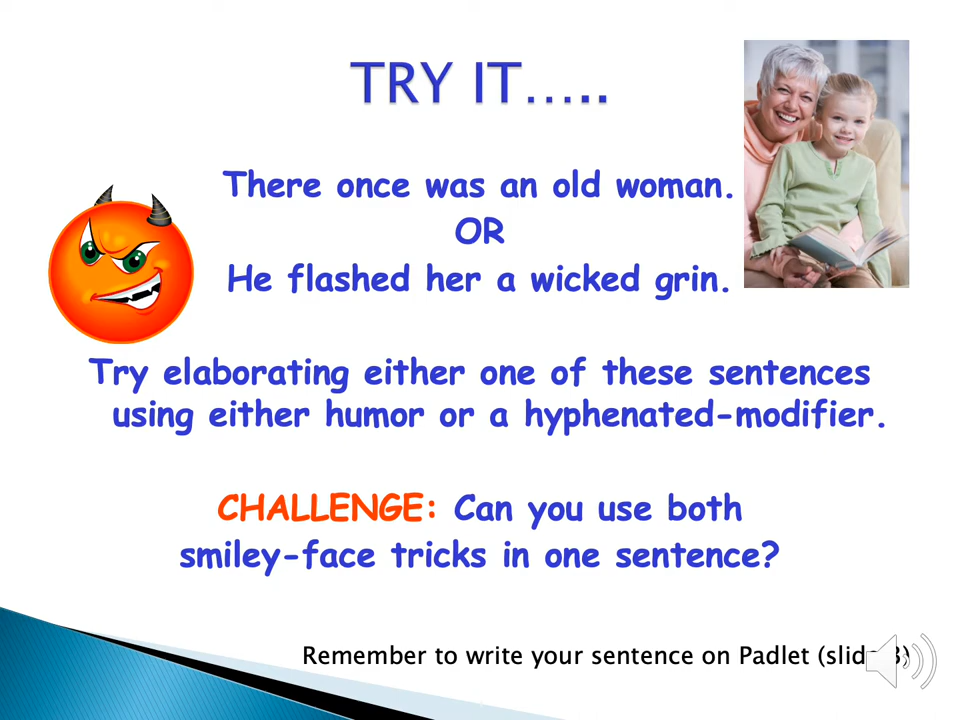 TRY IT…..
There once was an old woman.
OR
He flashed her a wicked grin.
Try elaborating either one of these sentences
using either humor or a hyphenated-modifier.
CHALLENGE: Can you use both
smiley-face tricks in one sentence?
Remember to write your sentence on Padlet